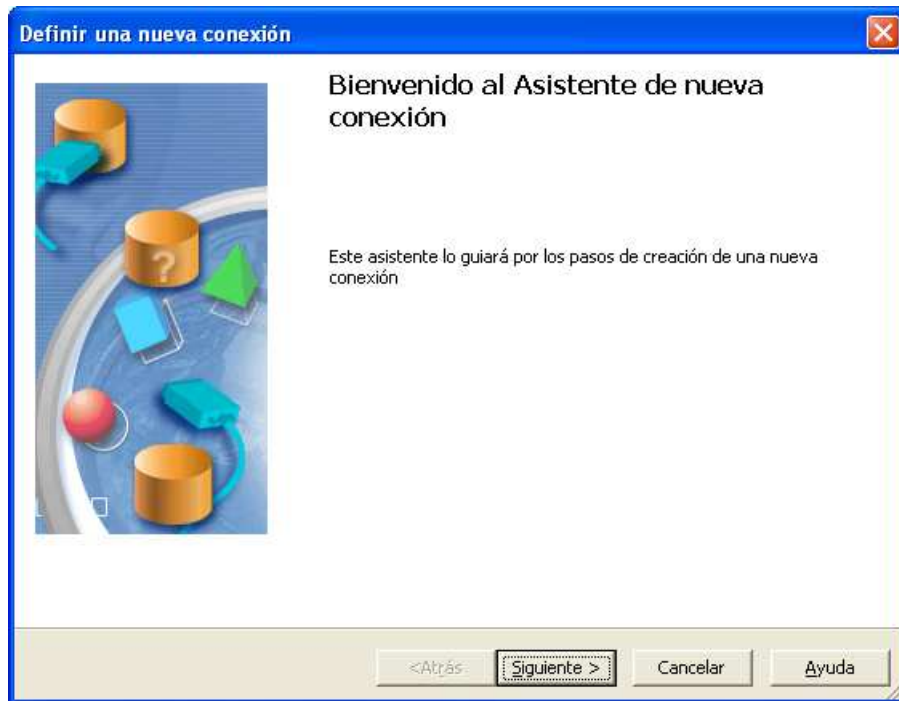 Definir una nueva conexión
Bienvenido al Asistente de nueva
conexión
?
Este asistente lo guiará por los pasos de creación de una nueva
conexión
<Atrás
Siguiente >
Cancelar
Ayuda